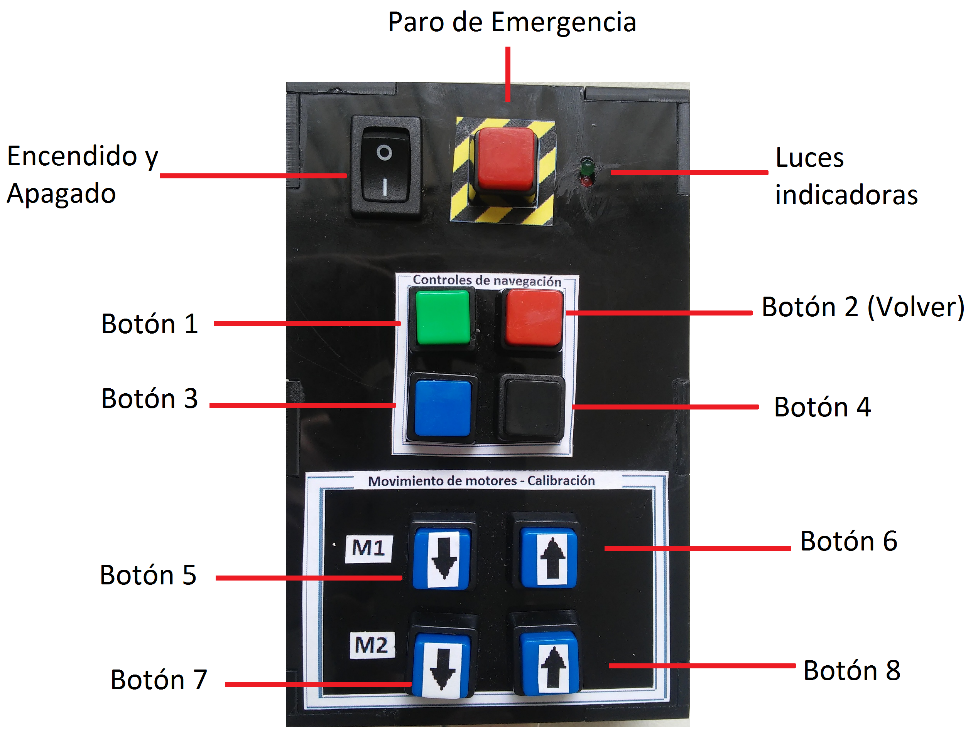 Paro de Emergencia
Encendido y
Apagado
O
I
Luces
indicadoras
Controles de navegación
Botón 1
Botón 2 (Volver)
Botón 3
Botón 4
Movimiento de motores - Calibración
M1
Botón 5
Botón 6
M2
Botón 7
Botón 8